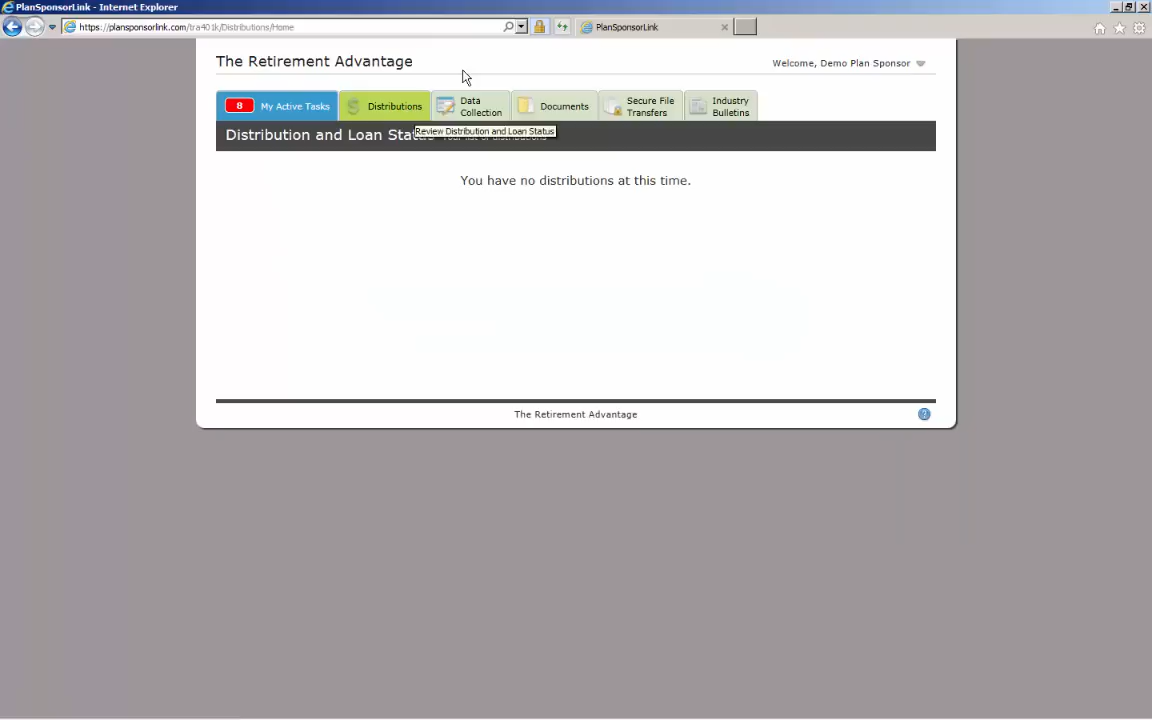 PlanSponsorLink - Internet Explorer
https://plansponsorlink.com/tra401k/Distributions/Home
PlanSponsorLink
The Retirement Advantage
Welcome, Demo Plan Sponsor
8 My Active Tasks
Distributions
Data
Collection
Documents
Secure File
Transfers
Industry
Bulletins
Distribution and Loan Status
Review Distribution and Loan Status
You have no distributions at this time.
The Retirement Advantage